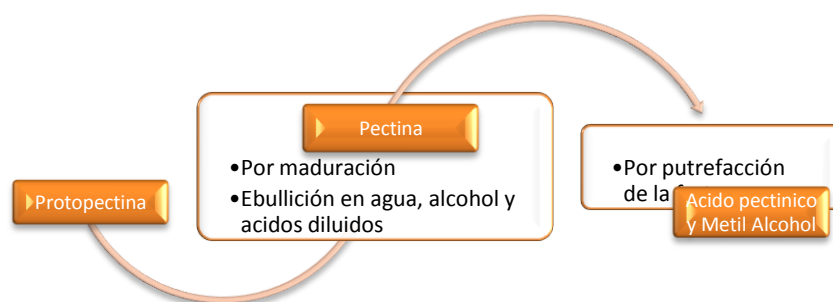 Protopectina
Pectina
•Por maduración
•Ebullición en agua, alcohol y
acidos diluidos
•Por putrefacción
de la
Acido pectinico
y Metil Alcohol